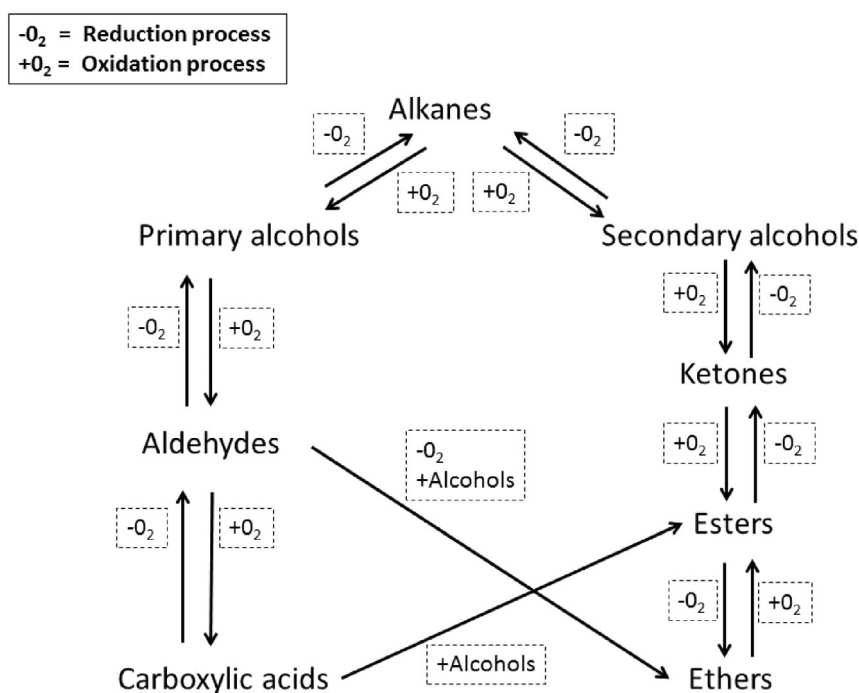 -0₂ = Reduction process
+0₂ = Oxidation process
Alkanes
-0₂
-0₂
+0₂
+0₂
Primary alcohols
Secondary alcohols
+0₂
-0₂
-0₂
+0₂
Ketones
Aldehydes
-0₂
+Alcohols
+0₂
-0₂
-0₂
+0₂
Esters
-0₂
+0₂
+Alcohols
Carboxylic acids
Ethers